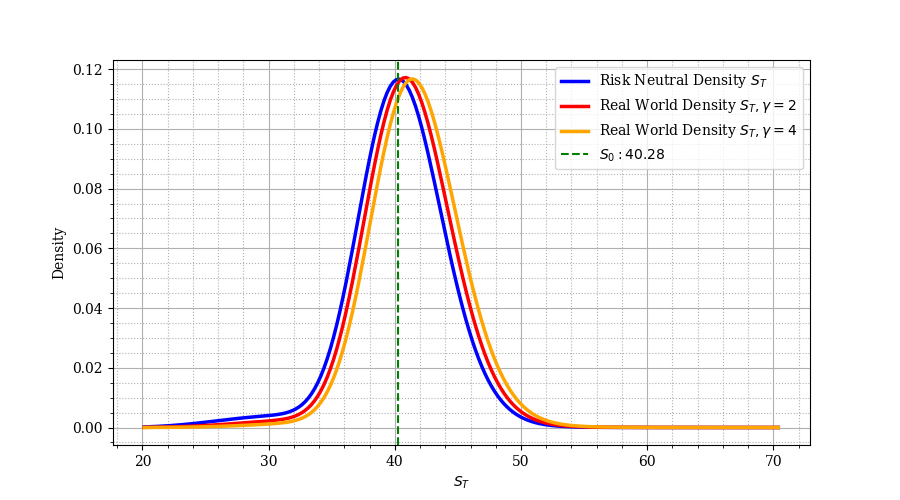 0.12
0.10
0.08
0.06
0.04
0.02
0.00
Density
20
30
40
50
60
70
S_T
Risk Neutral Density S_T
Real World Density S_T, γ = 2
Real World Density S_T, γ = 4
S_0 : 40.28